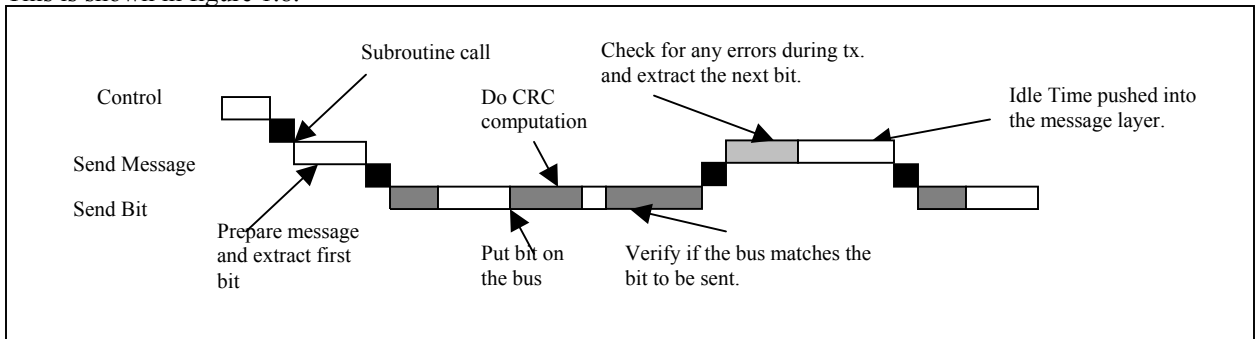 This is shown in figure 1.6.
Subroutine call
Check for any errors during tx.
and extract the next bit.
Control
Do CRC
computation
Idle Time pushed into
the message layer.
Send Message
Send Bit
Prepare message
and extract first
bit
Put bit on
the bus
Verify if the bus matches the
bit to be sent.